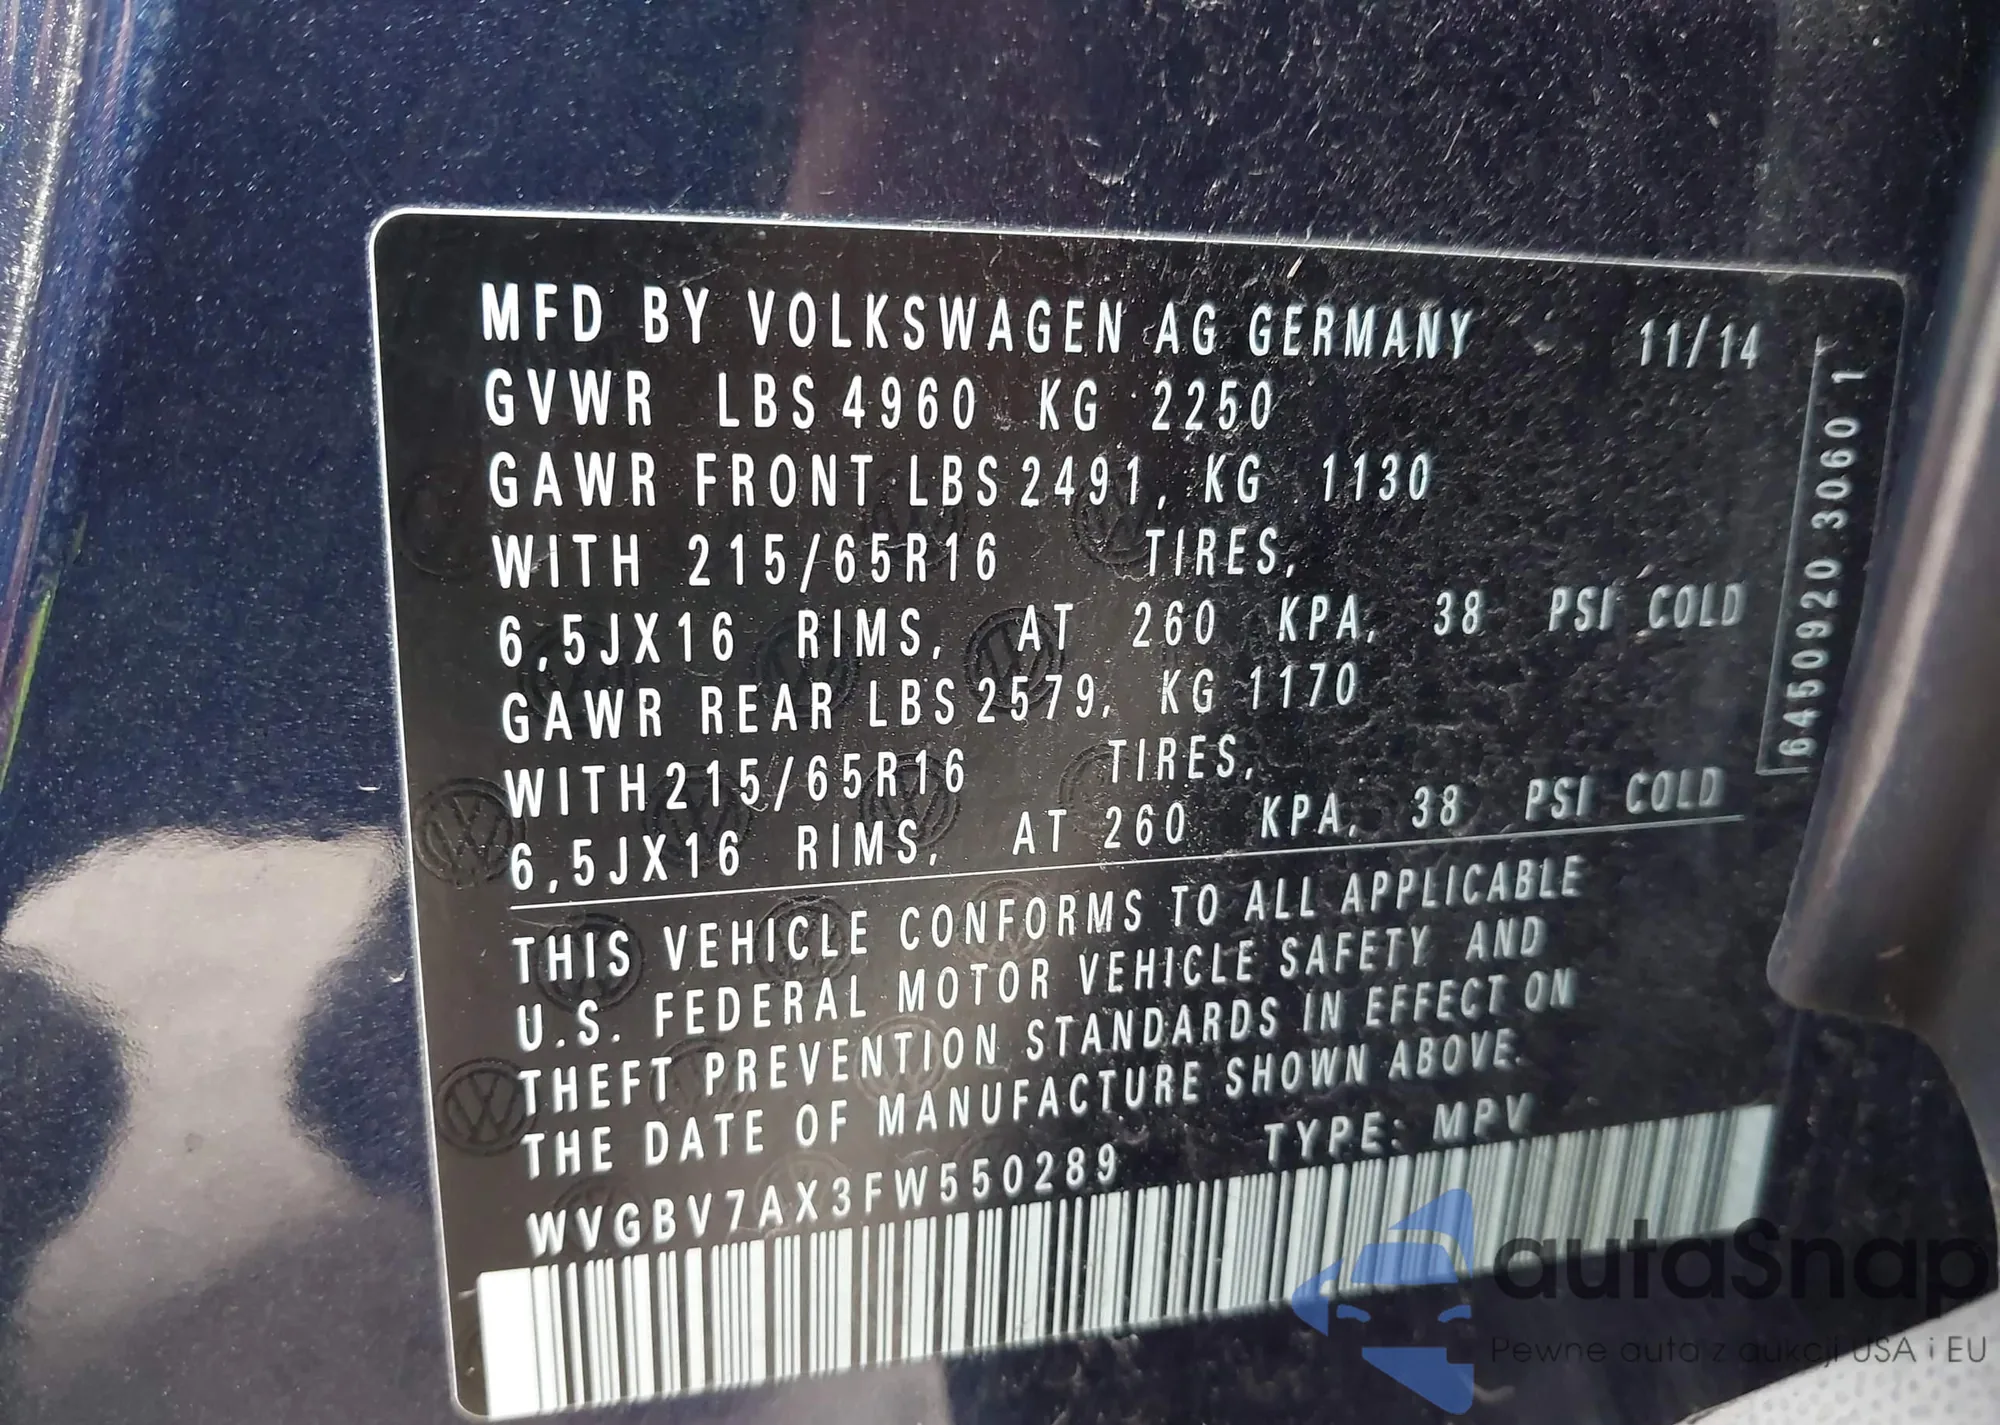 MFD BY VOLKSWAGEN AG GERMANY 11/14
GVWR LBS 4960 KG 2250
GAWR FRONT LBS 2491, KG 1130
WITH 215/65R16 TIRES,
6,5JX16 RIMS, AT 260 KPA, 38 PSI COLD
GAWR REAR LBS 2579, KG 1170
WITH 215/65R16 TIRES,
6,5JX16 RIMS, AT 260 KPA, 38 PSI COLD
THIS VEHICLE CONFORMS TO ALL APPLICABLE
U.S. FEDERAL MOTOR VEHICLE SAFETY AND
THEFT PREVENTION STANDARDS IN EFFECT ON
THE DATE OF MANUFACTURE SHOWN ABOVE.
WVGBV7AX3FW550289 TYPE: MPV
6450920 3060 1
autaSnap
Pewne auta z aukcji USA i EU